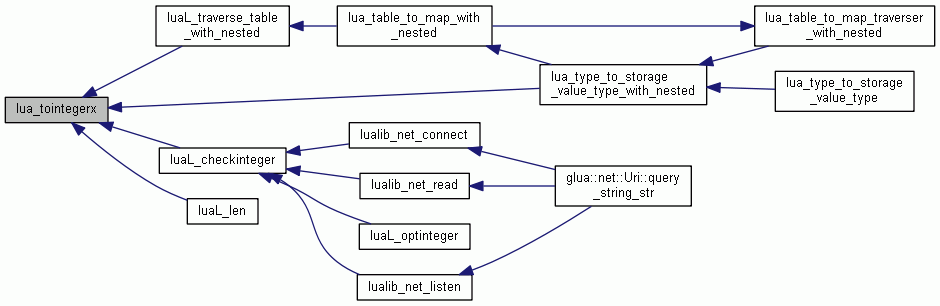 luaL_traverse_table
_with_nested
lua_table_to_map_with
_nested
lua_table_to_map_traverser
_with_nested
lua_type_to_storage
_value_type_with_nested
lua_type_to_storage
_value_type
lua_tointegerx
lualib_net_connect
luaL_checkinteger
lualib_net_read
glua::net::Uri::query
_string_str
luaL_len
luaL_optinteger
lualib_net_listen